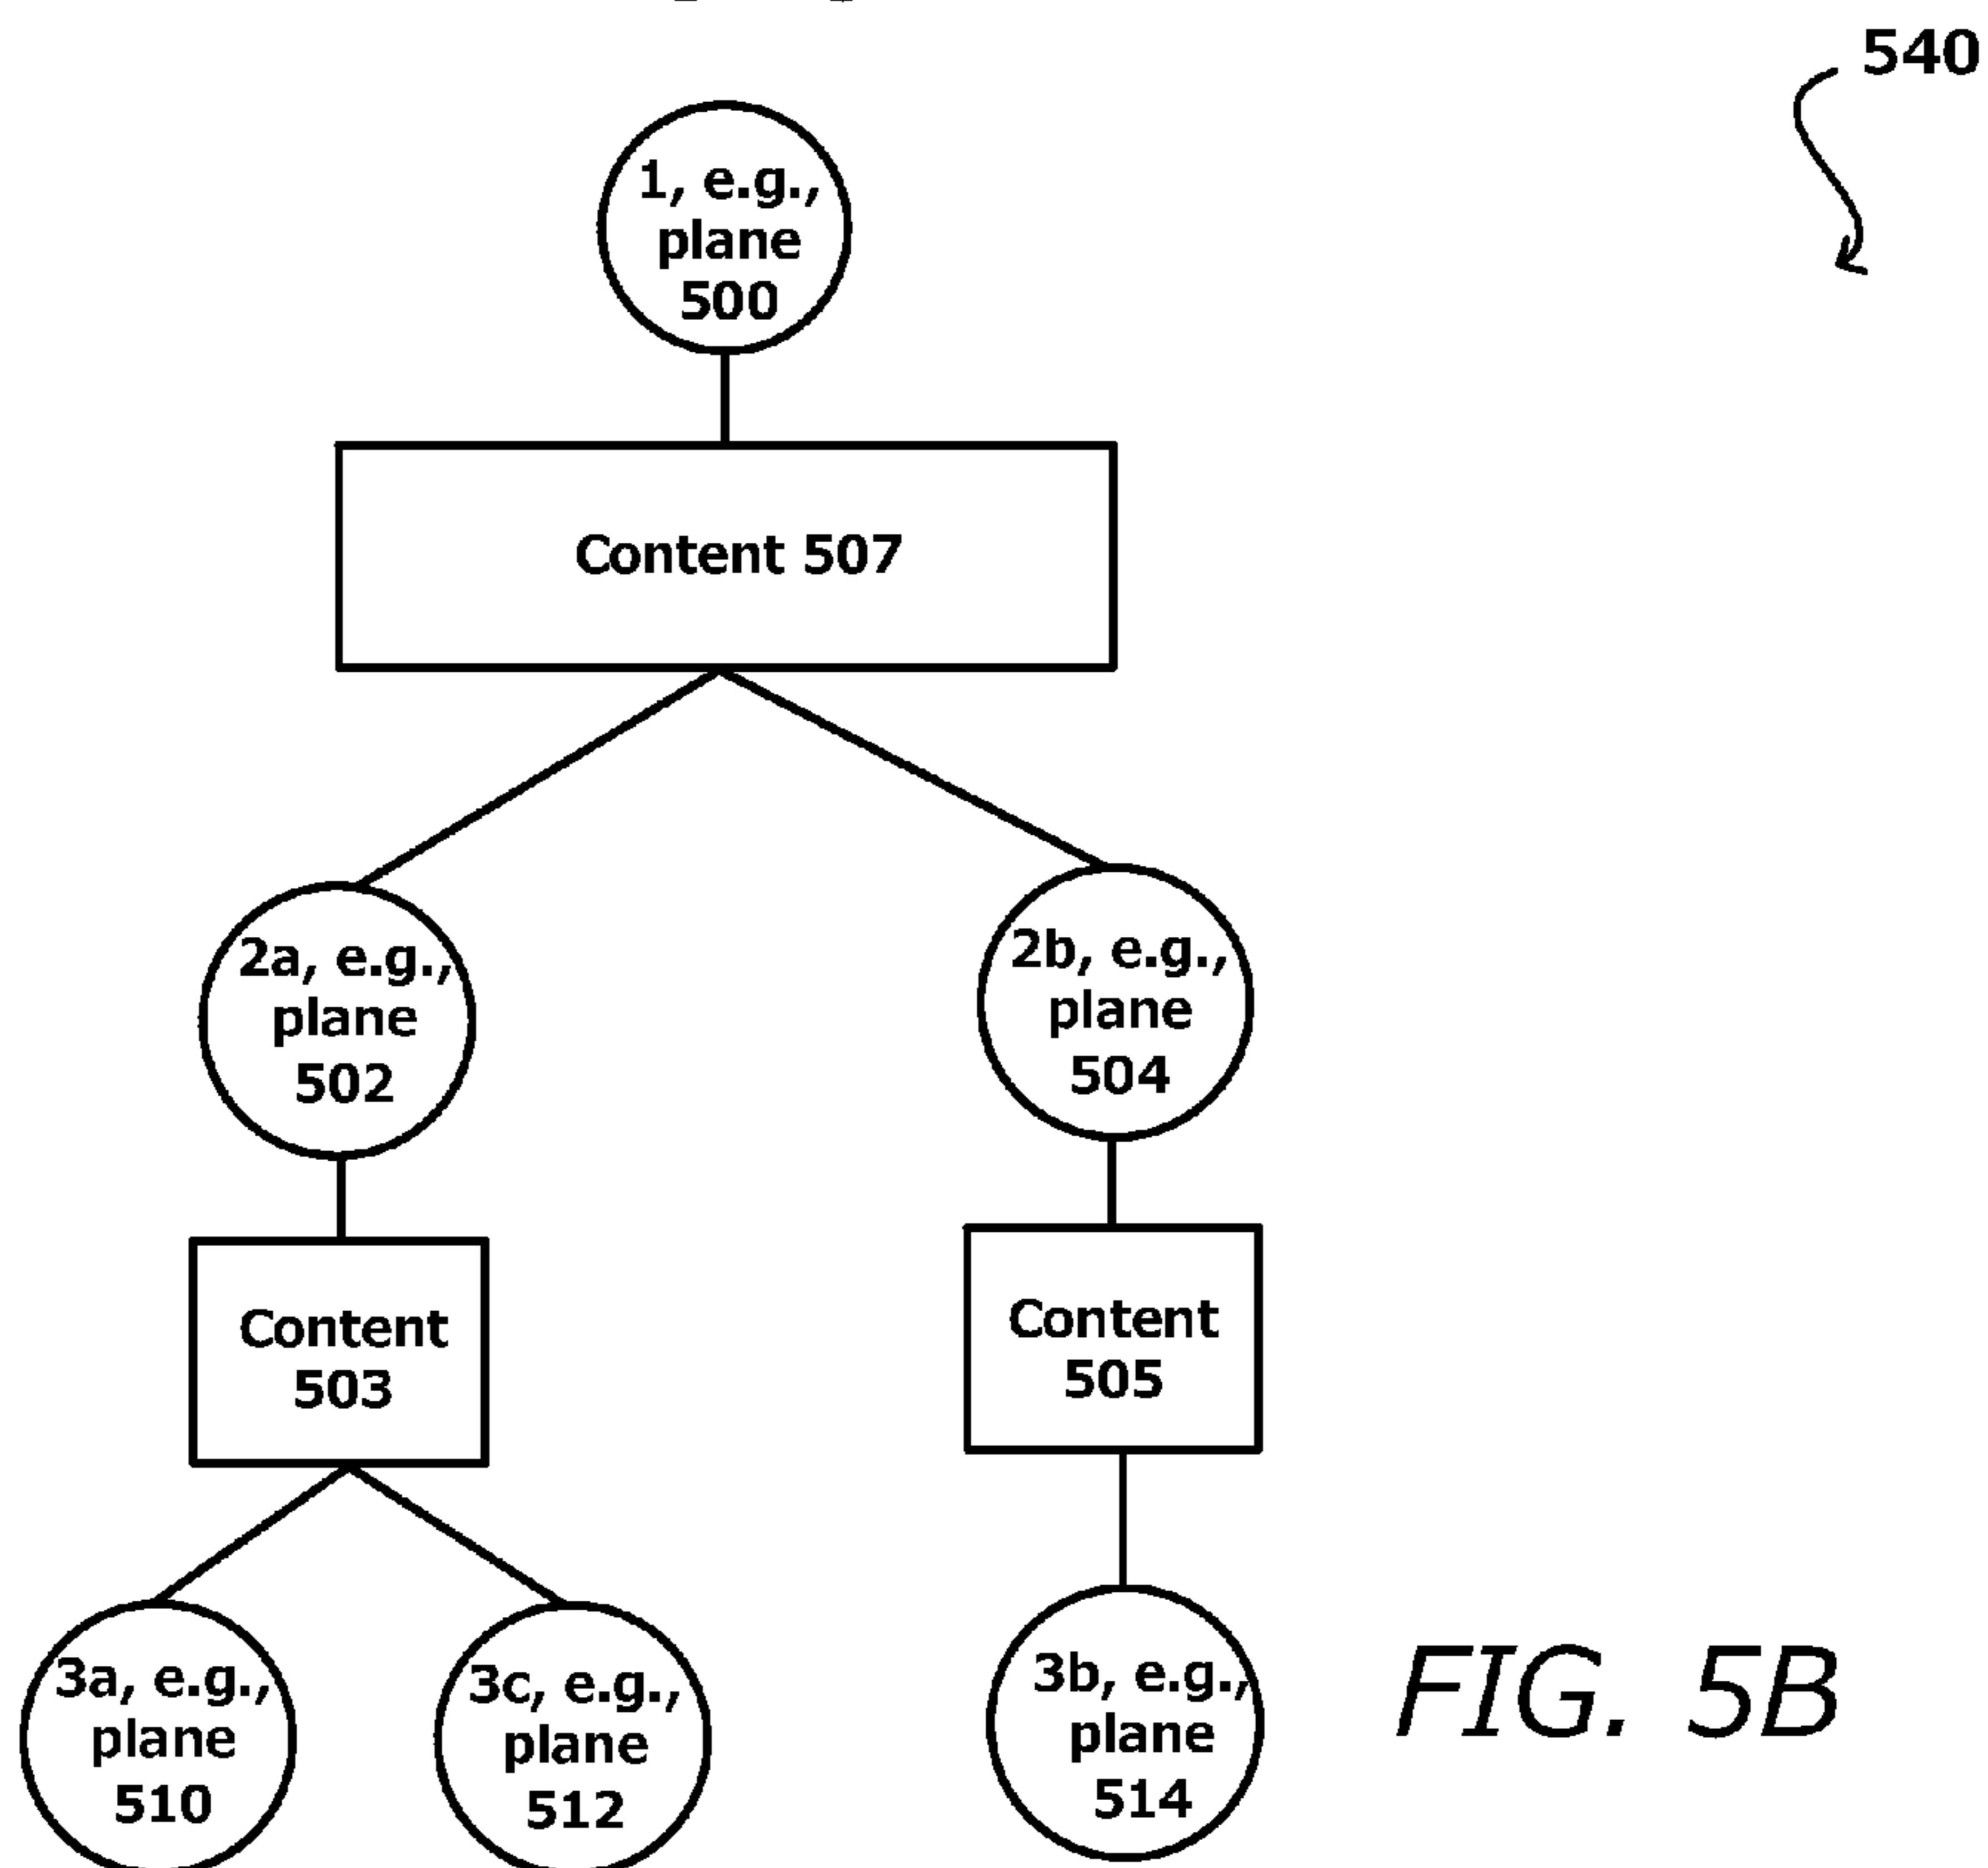 540
1, e.g.,
plane
500
Content 507
2a, e.g.,
plane
502
2b, e.g.,
plane
504
Content
503
Content
505
3a, e.g.,
plane
510
3c, e.g.,
plane
512
3b, e.g.,
plane
514
FIG. 5B